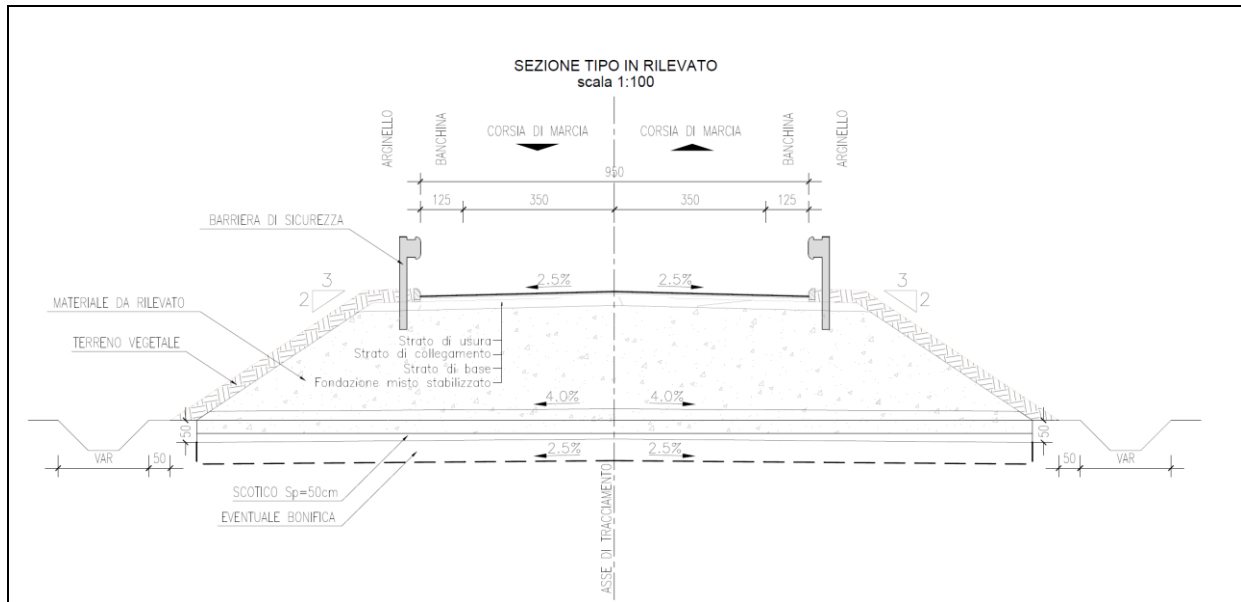 SEZIONE TIPO IN RILEVATO
scala 1:100
ARGINELLO
BANCHINA
CORSIA DI MARCIA
CORSIA DI MARCIA
BANCHINA
ARGINELLO
950
125
350
350
125
BARRIERA DI SICUREZZA
3
2
2.5%
2.5%
3
2
MATERIALE DA RILEVATO
TERRENO VEGETALE
Strato di usura
Strato di collegamento
Strato di base
Fondazione misto stabilizzato
4.0%
4.0%
50
50
2.5%
2.5%
VAR
50
50
VAR
SCOTICO Sp=50cm
EVENTUALE BONIFICA
ASSE DI TRACCIAMENTO